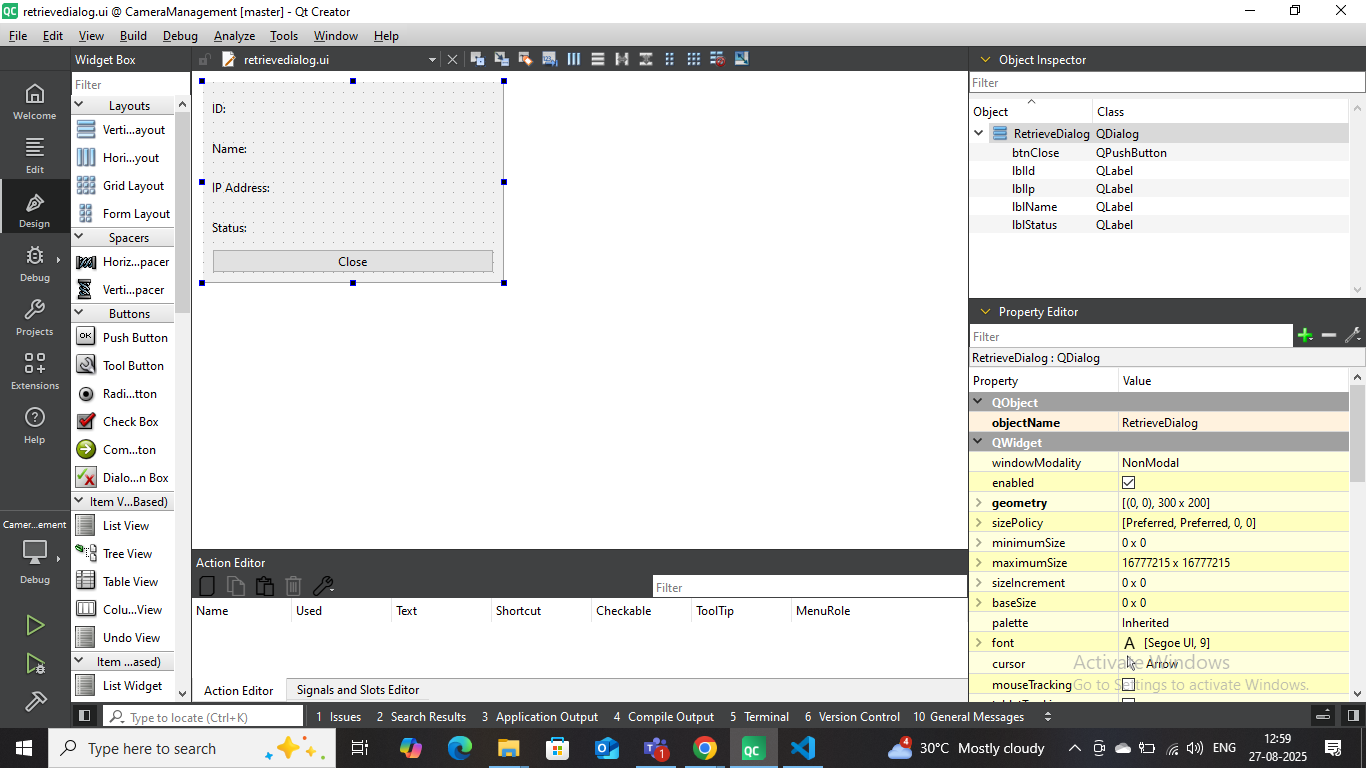 retrievedialog.ui @ CameraManagement [master] - Qt Creator
File Edit View Build Debug Analyze Tools Window Help
Widget Box
retrievedialog.ui
Filter
Layouts
Verti...ayout
Hori...yout
Grid Layout
Form Layout
Spacers
Horiz...pacer
Verti...pacer
Buttons
OK Push Button
Tool Button
Radi...tton
Check Box
Com...ton
Dialo...n Box
Item V...Based)
List View
Tree View
Table View
Colu...View
Undo View
Item ...ased)
List Widget
Welcome
Edit
Design
Debug
Projects
Extensions
Help
Camer...ement
Debug
ID:
Name:
IP Address:
Status:
Close
Action Editor
Filter
Name Used Text Shortcut Checkable ToolTip MenuRole
Action Editor Signals and Slots Editor
Object Inspector
Filter
Object Class
RetrieveDialog QDialog
btnClose QPushButton
lblId QLabel
lblIp QLabel
lblName QLabel
lblStatus QLabel
Property Editor
Filter
RetrieveDialog : QDialog
Property Value
QObject
objectName RetrieveDialog
QWidget
windowModality NonModal
enabled
geometry [(0, 0), 300 x 200]
sizePolicy [Preferred, Preferred, 0, 0]
minimumSize 0 x 0
maximumSize 16777215 x 16777215
sizeIncrement 0 x 0
baseSize 0 x 0
palette Inherited
font A [Segoe UI, 9]
cursor Arrow
mouseTracking
Activate Windows
Go to Settings to activate Windows.
Type to locate (Ctrl+K) 1 Issues 2 Search Results 3 Application Output 4 Compile Output 5 Terminal 6 Version Control 10 General Messages
Type here to search
QC
1
4
30°C Mostly cloudy
ENG
12:59
27-08-2025